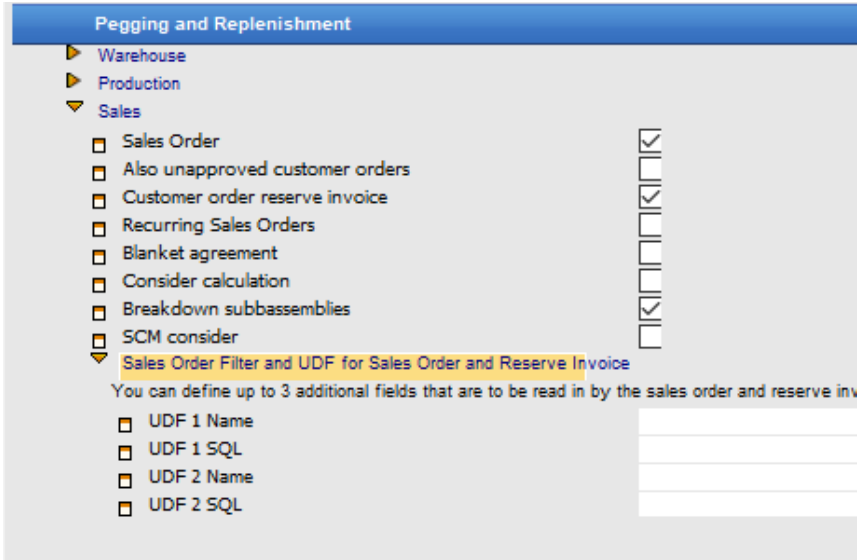 Pegging and Replenishment
Warehouse
Production
Sales
Sales Order
Also unapproved customer orders
Customer order reserve invoice
Recurring Sales Orders
Blanket agreement
Consider calculation
Breakdown subbassemblies
SCM consider
Sales Order Filter and UDF for Sales Order and Reserve Invoice
You can define up to 3 additional fields that are to be read in by the sales order and reserve inv
UDF 1 Name
UDF 1 SQL
UDF 2 Name
UDF 2 SQL